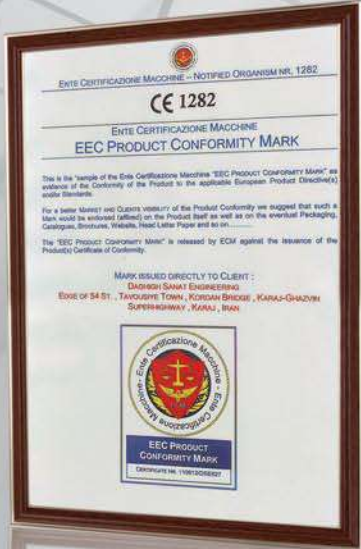 ENTE CERTIFICAZIONE MACCHINE – NOTIFIED ORGANISM NR. 1282
CE 1282
ENTE CERTIFICAZIONE MACCHINE
EEC PRODUCT CONFORMITY MARK
This is the "sample of the Ente Certificazione Macchine "EEC PRODUCT CONFORMITY MARK" as
evidence of the Conformity of the Product to the applicable European Product Directive(s)
and/or Standards.
For a better MARKET AND CLIENTS VISIBILITY of the Product Conformity we suggest that such a
Mark would be endorsed (affixed) on the Product itself as well as on the eventual Packaging,
Catalogues, Brochures, Website, Head Letter Paper and so on..........
The "EEC PRODUCT CONFORMITY MARK" is released by ECM against the issuance of the
Product(s) Certificate of Conformity.
MARK ISSUED DIRECTLY TO CLIENT :
DAGHIGH SANAT ENGINEERING
EDGE OF 54 ST. , TAVOUSIYE TOWN , KORDAN BRIDGE , KARAJ-GHAZVIN
SUPERHIGHWAY , KARAJ , IRAN
Ente Certificazione Macchine - Ente Certificazione Macchine -
EEC PRODUCT
CONFORMITY MARK
CERTIFICATE NR.